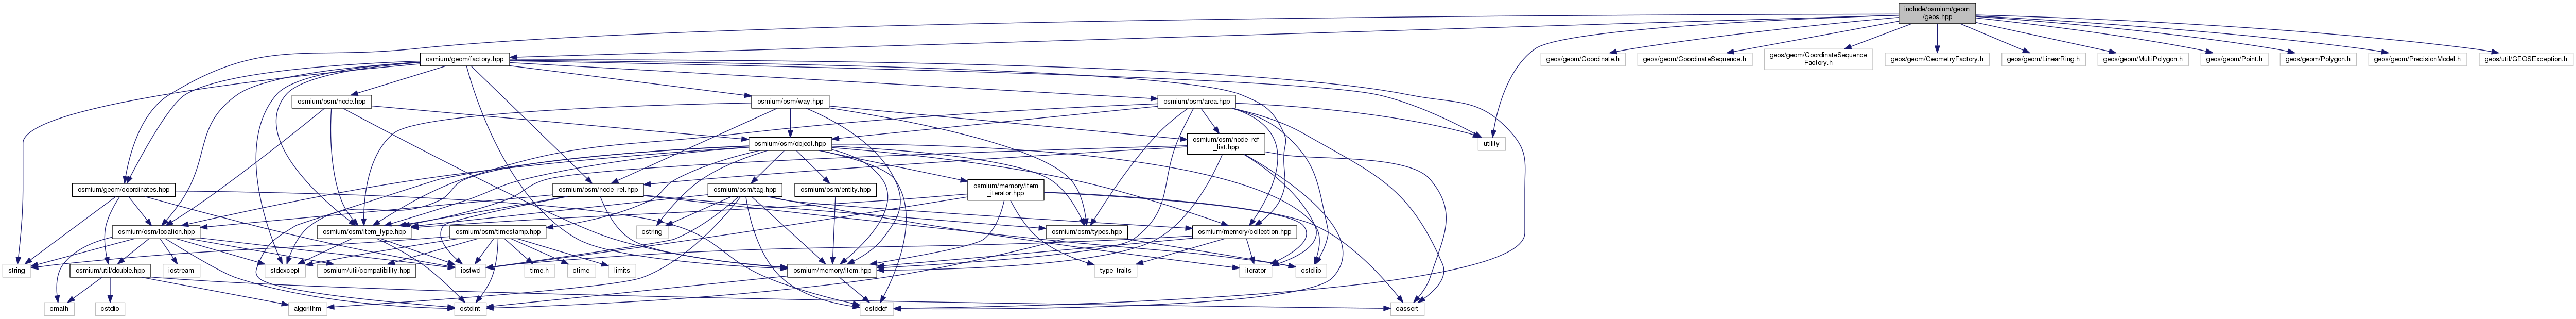 include/osmium/geom
/geos.hpp
osmium/geom/factory.hpp
geos/geom/Coordinate.h
geos/geom/CoordinateSequence.h
geos/geom/CoordinateSequence
Factory.h
geos/geom/GeometryFactory.h
geos/geom/LinearRing.h
geos/geom/MultiPolygon.h
geos/geom/Point.h
geos/geom/Polygon.h
geos/geom/PrecisionModel.h
geos/util/GEOSException.h
osmium/osm/node.hpp
osmium/osm/way.hpp
osmium/osm/area.hpp
osmium/osm/object.hpp
osmium/osm/node_ref
_list.hpp
utility
osmium/geom/coordinates.hpp
osmium/osm/node_ref.hpp
osmium/osm/tag.hpp
osmium/osm/entity.hpp
osmium/memory/item
_iterator.hpp
osmium/osm/location.hpp
osmium/osm/item_type.hpp
osmium/osm/timestamp.hpp
cstring
osmium/osm/types.hpp
osmium/memory/collection.hpp
string
osmium/util/double.hpp
iostream
stdexcept
osmium/util/compatibility.hpp
iosfwd
time.h
ctime
limits
osmium/memory/item.hpp
type_traits
iterator
cstdlib
cmath
cstdio
algorithm
cstdint
cstddef
cassert